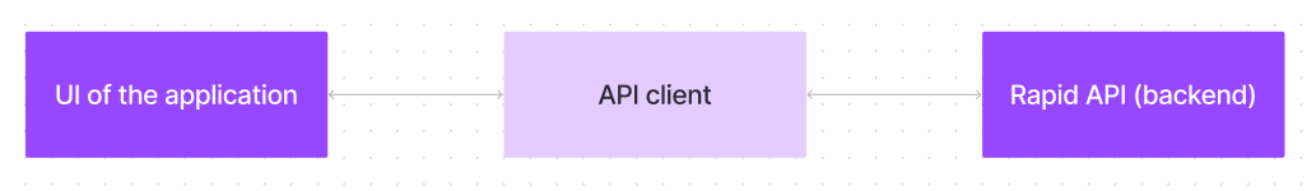 UI of the application
API client
Rapid API (backend)